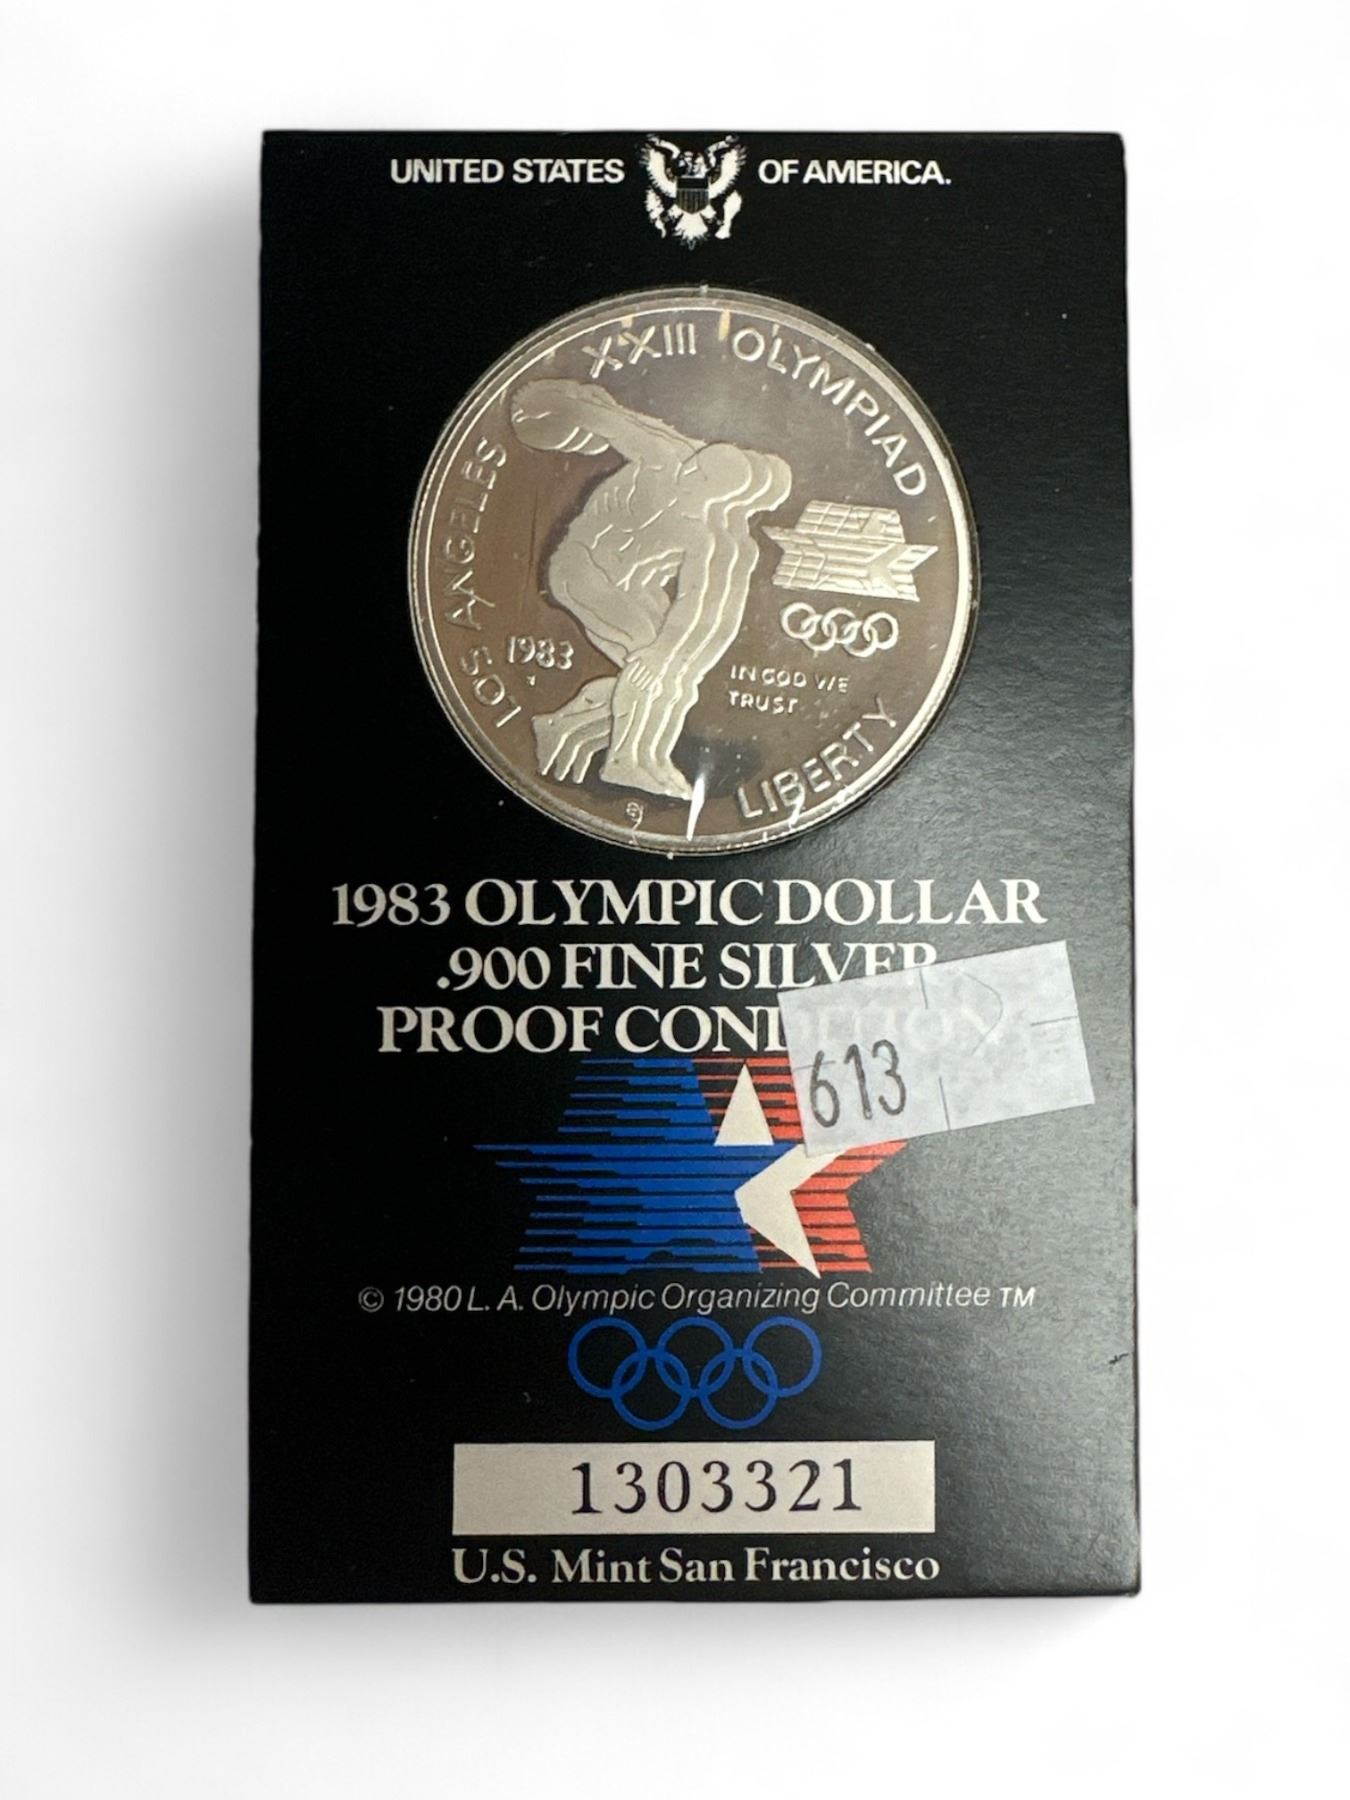 UNITED STATES OF AMERICA.
XXIII OLYMPIAD
LOS ANGELES
1983
IN GOD WE
TRUST
LIBERTY
1983 OLYMPIC DOLLAR
.900 FINE SILVER
PROOF CONDITION
613
© 1980 L. A. Olympic Organizing Committee TM
1303321
U.S. Mint San Francisco